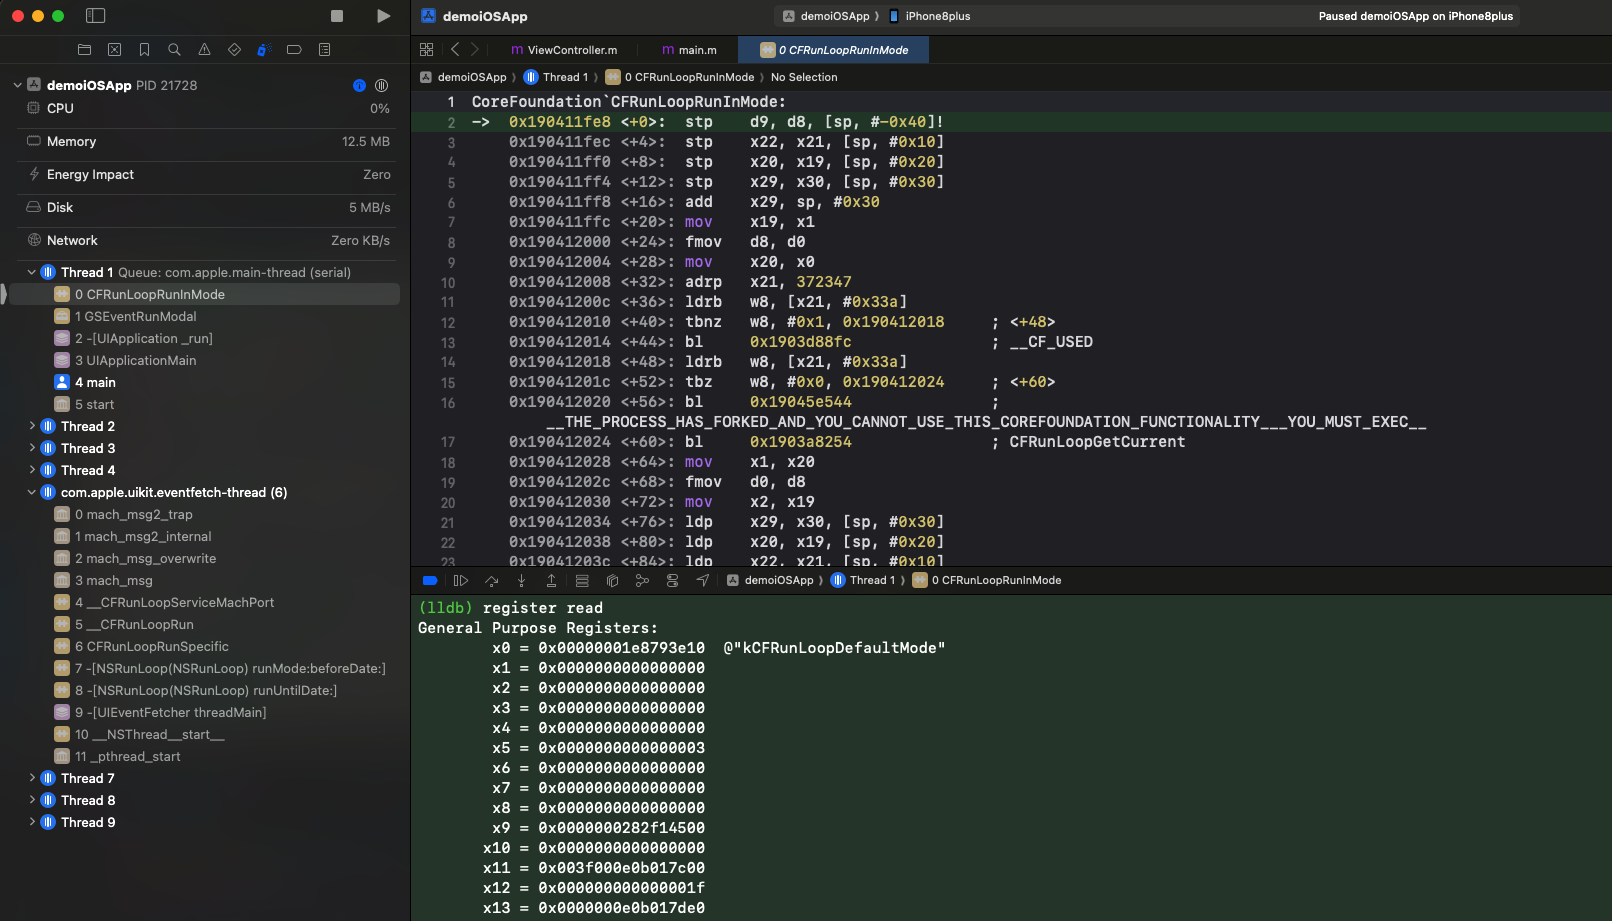 demoiOSApp
demoiOSApp 〉 iPhone8plus
Paused demoiOSApp on iPhone8plus
ViewController.m
main.m
0 CFRunLoopRunInMode
demoiOSApp 〉 Thread 1 〉 0 CFRunLoopRunInMode 〉 No Selection
demoiOSApp PID 21728
CPU 0%
Memory 12.5 MB
Energy Impact Zero
Disk 5 MB/s
Network Zero KB/s
Thread 1 Queue: com.apple.main-thread (serial)
0 CFRunLoopRunInMode
1 GSEventRunModal
2 -[UIApplication _run]
3 UIApplicationMain
4 main
5 start
Thread 2
Thread 3
Thread 4
com.apple.uikit.eventfetch-thread (6)
0 mach_msg2_trap
1 mach_msg2_internal
2 mach_msg_overwrite
3 mach_msg
4 __CFRunLoopServiceMachPort
5 __CFRunLoopRun
6 CFRunLoopRunSpecific
7 -[NSRunLoop(NSRunLoop) runMode:beforeDate:]
8 -[NSRunLoop(NSRunLoop) runUntilDate:]
9 -[UIEventFetcher threadMain]
10 __NSThread__start__
11 _pthread_start
Thread 7
Thread 8
Thread 9
1 CoreFoundation`CFRunLoopRunInMode:
2 -> 0x190411fe8 <+0>: stp d9, d8, [sp, #-0x40]!
3 0x190411fec <+4>: stp x22, x21, [sp, #0x10]
4 0x190411ff0 <+8>: stp x20, x19, [sp, #0x20]
5 0x190411ff4 <+12>: stp x29, x30, [sp, #0x30]
6 0x190411ff8 <+16>: add x29, sp, #0x30
7 0x190411ffc <+20>: mov x19, x1
8 0x190412000 <+24>: fmov d8, d0
9 0x190412004 <+28>: mov x20, x0
10 0x190412008 <+32>: adrp x21, 372347
11 0x19041200c <+36>: ldrb w8, [x21, #0x33a]
12 0x190412010 <+40>: tbnz w8, #0x1, 0x190412018 ; <+48>
13 0x190412014 <+44>: bl 0x1903d88fc ; __CF_USED
14 0x190412018 <+48>: ldrb w8, [x21, #0x33a]
15 0x19041201c <+52>: tbz w8, #0x0, 0x190412024 ; <+60>
16 0x190412020 <+56>: bl 0x19045e544 ;
__THE_PROCESS_HAS_FORKED_AND_YOU_CANNOT_USE_THIS_COREFOUNDATION_FUNCTIONALITY___YOU_MUST_EXEC__
17 0x190412024 <+60>: bl 0x1903a8254 ; CFRunLoopGetCurrent
18 0x190412028 <+64>: mov x1, x20
19 0x19041202c <+68>: fmov d0, d8
20 0x190412030 <+72>: mov x2, x19
21 0x190412034 <+76>: ldp x29, x30, [sp, #0x30]
22 0x190412038 <+80>: ldp x20, x19, [sp, #0x20]
23 0x19041203c <+84>: ldp x22, x21, [sp, #0x10]
demoiOSApp 〉 Thread 1 〉 0 CFRunLoopRunInMode
(lldb) register read
General Purpose Registers:
x0 = 0x00000001e8793e10 @"kCFRunLoopDefaultMode"
x1 = 0x0000000000000000
x2 = 0x0000000000000000
x3 = 0x0000000000000000
x4 = 0x0000000000000000
x5 = 0x0000000000000003
x6 = 0x0000000000000000
x7 = 0x0000000000000000
x8 = 0x0000000000000000
x9 = 0x0000000282f14500
x10 = 0x0000000000000000
x11 = 0x003f000e0b017c00
x12 = 0x000000000000001f
x13 = 0x0000000e0b017de0